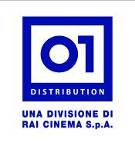 01
DISTRIBUTION
UNA DIVISIONE DI
RAI CINEMA S.p.A.